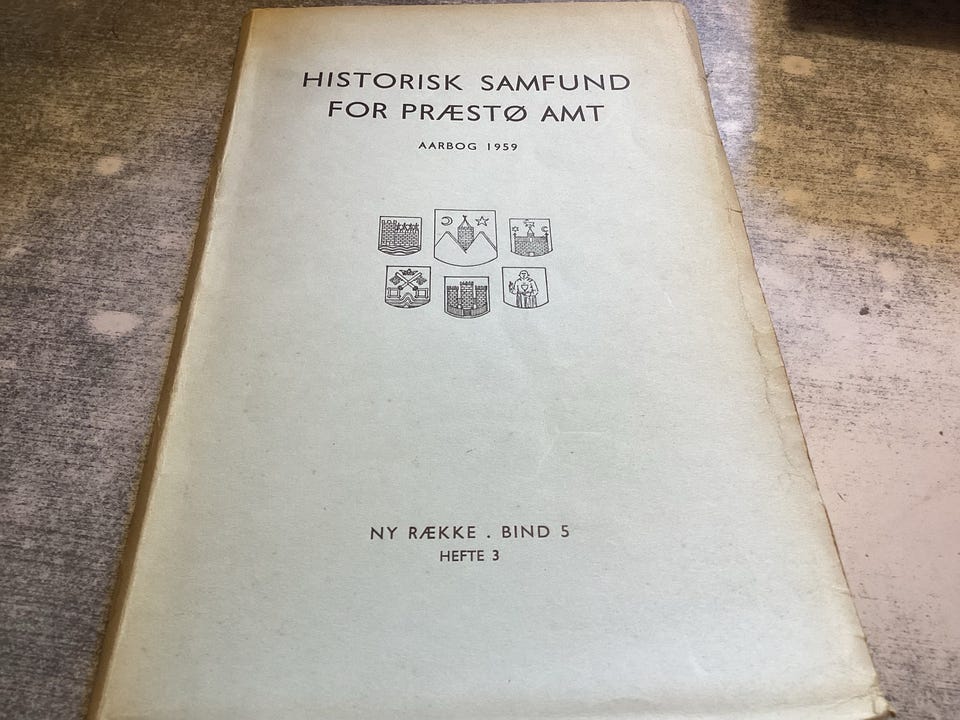 HISTORISK SAMFUND
FOR PRÆSTØ AMT
AARBOG 1959
NY RÆKKE . BIND 5
HEFTE 3